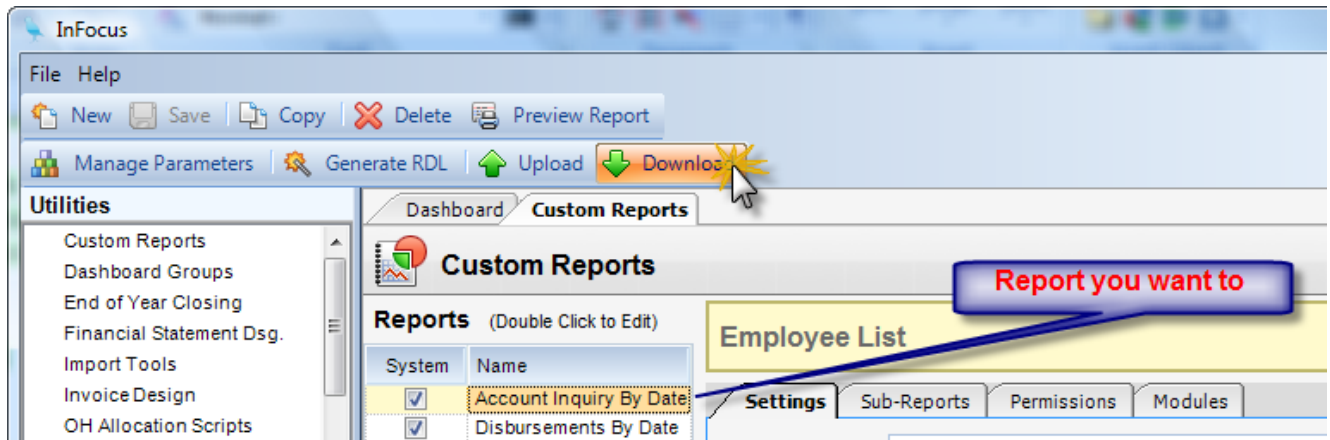 InFocus
File Help
New Save Copy Delete Preview Report
Manage Parameters Generate RDL Upload Download
Utilities
Dashboard Custom Reports
Custom Reports
Custom Reports
Dashboard Groups
Report you want to
End of Year Closing
Reports (Double Click to Edit)
Financial Statement Dsg.
Employee List
Import Tools
System Name
Invoice Design
Account Inquiry By Date
Settings Sub-Reports Permissions Modules
OH Allocation Scripts
Disbursements By Date